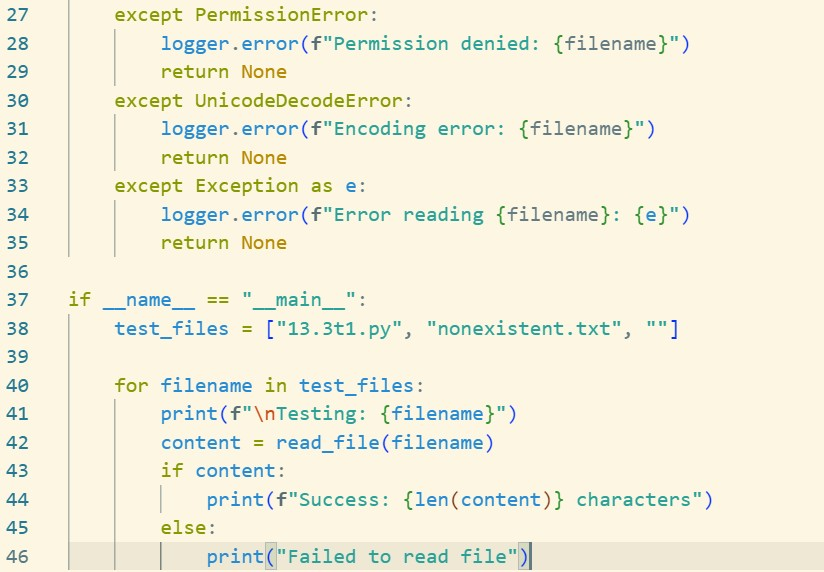 27 except PermissionError:
28 logger.error(f"Permission denied: {filename}")
29 return None
30 except UnicodeDecodeError:
31 logger.error(f"Encoding error: {filename}")
32 return None
33 except Exception as e:
34 logger.error(f"Error reading {filename}: {e}")
35 return None
36
37 if __name__ == "__main__":
38 test_files = ["13.3t1.py", "nonexistent.txt", ""]
39
40 for filename in test_files:
41 print(f"\nTesting: {filename}")
42 content = read_file(filename)
43 if content:
44 print(f"Success: {len(content)} characters")
45 else:
46 print("Failed to read file")